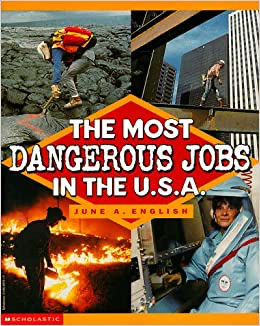 THE MOST
DANGEROUS JOBS
IN THE U.S.A.
JUNE A. ENGLISH
SCHOLASTIC